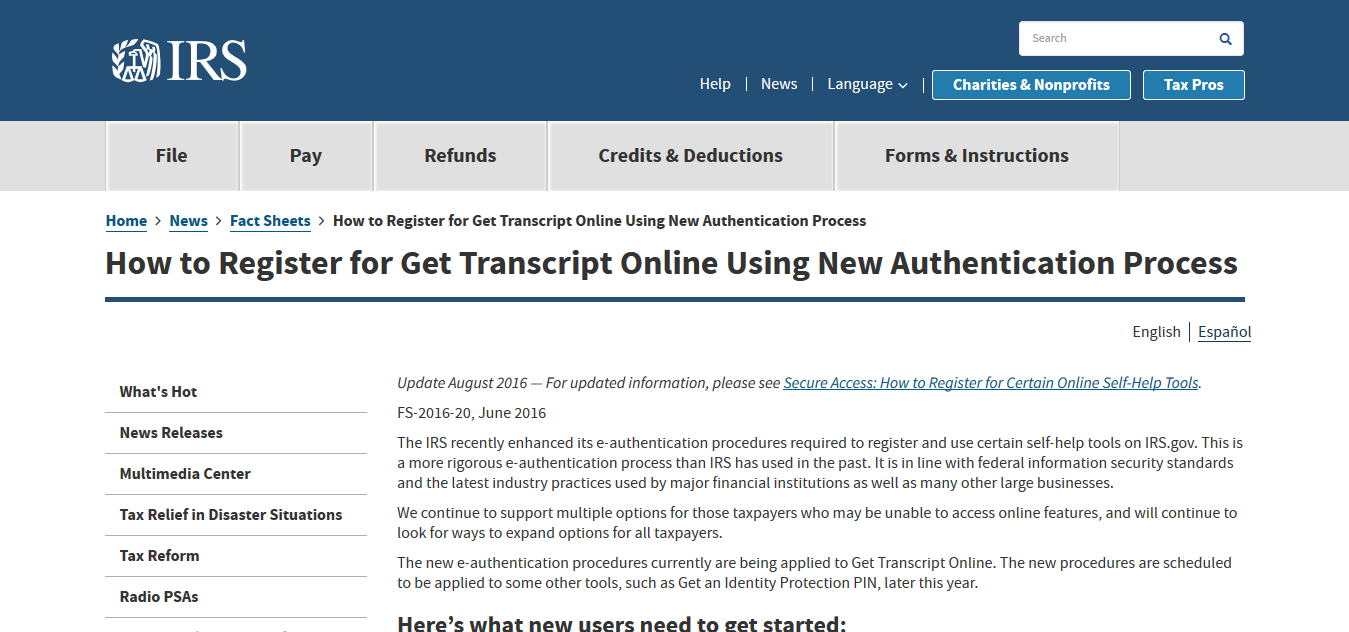 IRS
Search
Help
News
Language
Charities & Nonprofits
Tax Pros
File
Pay
Refunds
Credits & Deductions
Forms & Instructions
Home > News > Fact Sheets > How to Register for Get Transcript Online Using New Authentication Process
How to Register for Get Transcript Online Using New Authentication Process
English
Español
What's Hot
News Releases
Multimedia Center
Tax Relief in Disaster Situations
Tax Reform
Radio PSAs
Update August 2016 — For updated information, please see Secure Access: How to Register for Certain Online Self-Help Tools.
FS-2016-20, June 2016
The IRS recently enhanced its e-authentication procedures required to register and use certain self-help tools on IRS.gov. This is
a more rigorous e-authentication process than IRS has used in the past. It is in line with federal information security standards
and the latest industry practices used by major financial institutions as well as many other large businesses.
We continue to support multiple options for those taxpayers who may be unable to access online features, and will continue to
look for ways to expand options for all taxpayers.
The new e-authentication procedures currently are being applied to Get Transcript Online. The new procedures are scheduled
to be applied to some other tools, such as Get an Identity Protection PIN, later this year.
Here’s what new users need to get started: